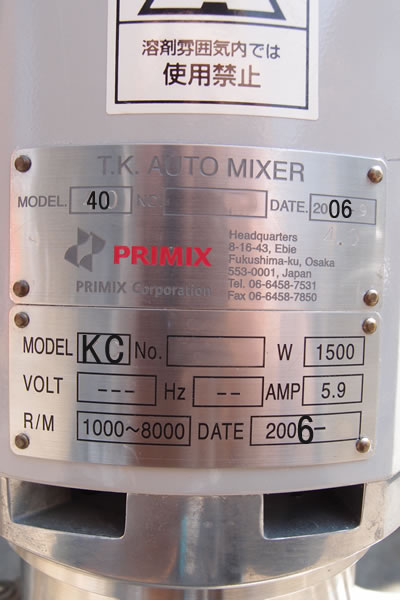 溶剤雰囲気内では
使用禁止
T.K. AUTO MIXER
MODEL. 40 NO. DATE. 2006
PRIMIX
PRIMIX Corporation
Headquarters
8-16-43, Ebie
Fukushima-ku, Osaka
553-0001, Japan
Tel. 06-6458-7531
Fax 06-6458-7850
MODEL KC No. W 1500
VOLT --- Hz -- AMP 5.9
R/M 1000~8000 DATE 2006-